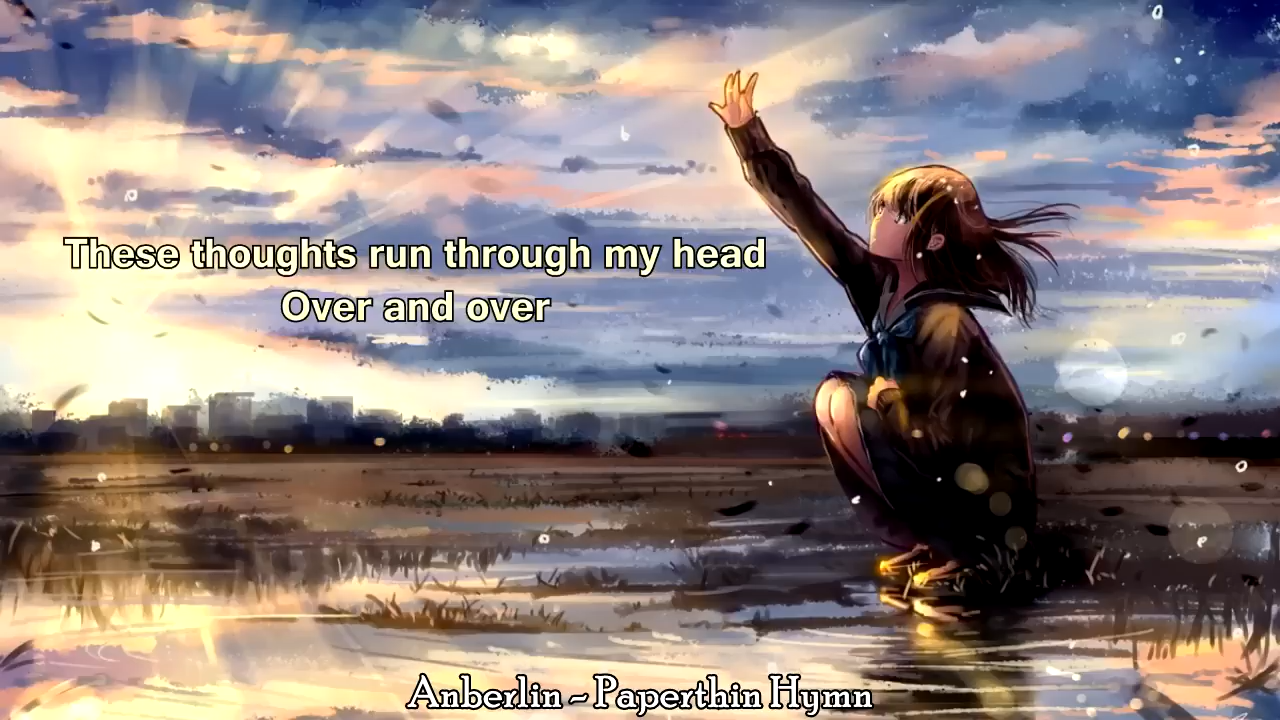 These thoughts run through my head
Over and over
Anberlin - Paperthin Hymn